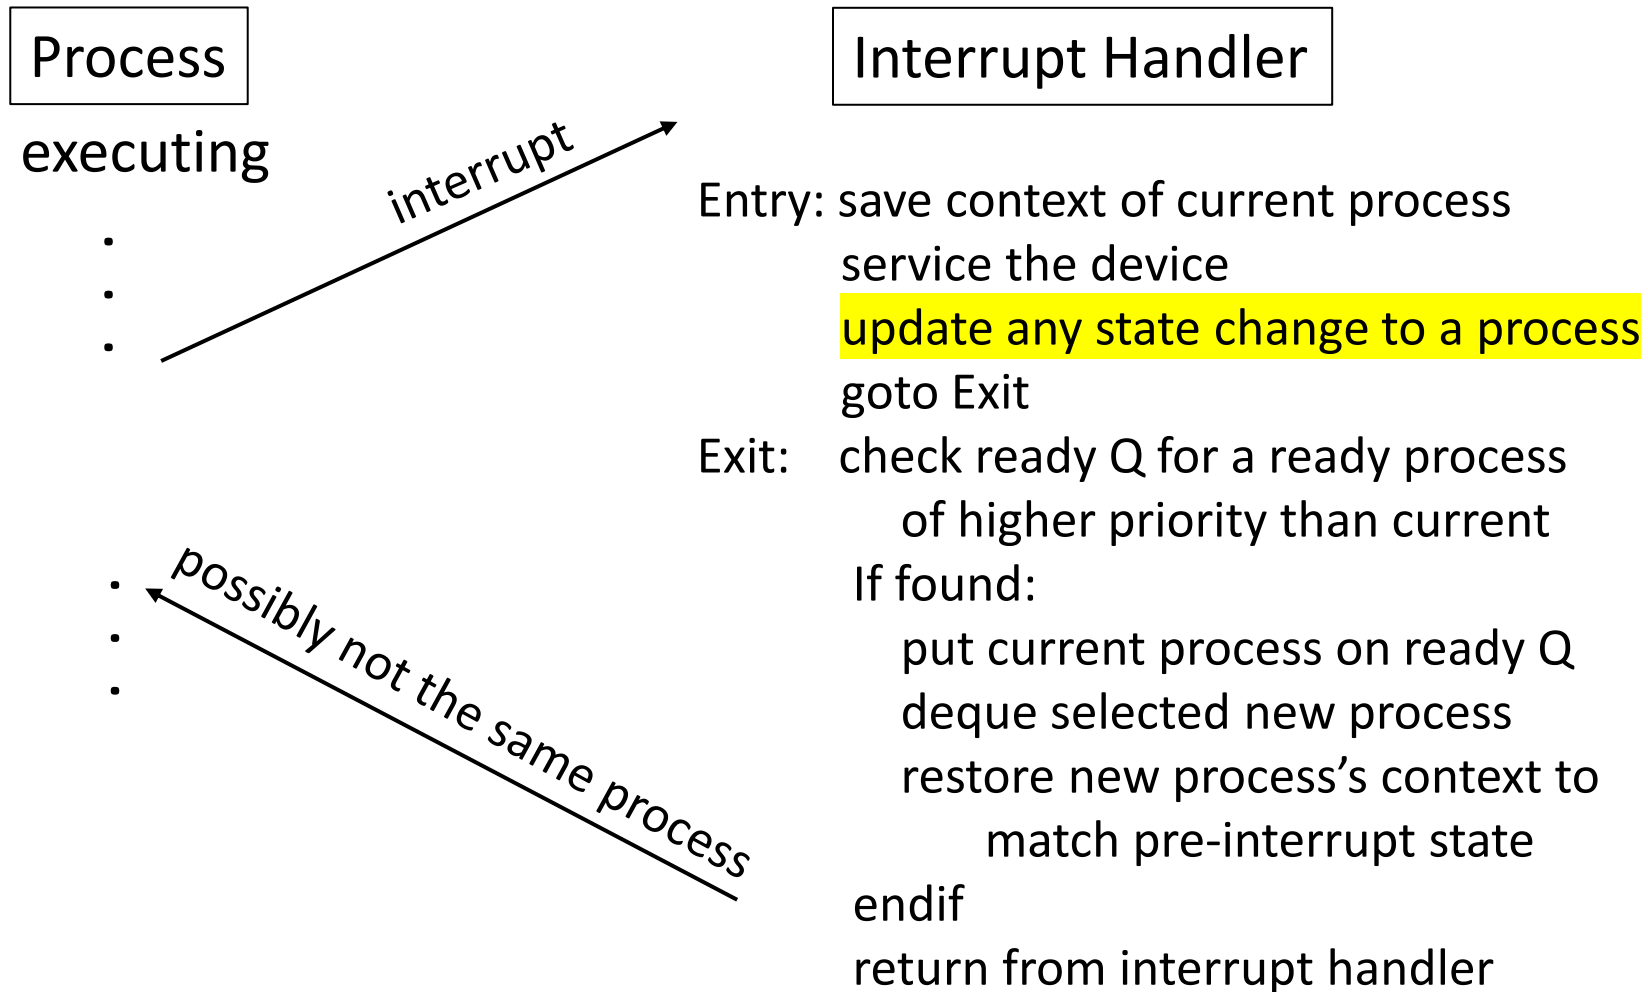 Process
executing
.
.
.
interrupt
.
.
.
possibly not the same process
Interrupt Handler
Entry: save context of current process
service the device
update any state change to a process
goto Exit
Exit: check ready Q for a ready process
of higher priority than current
If found:
put current process on ready Q
deque selected new process
restore new process’s context to
match pre-interrupt state
endif
return from interrupt handler